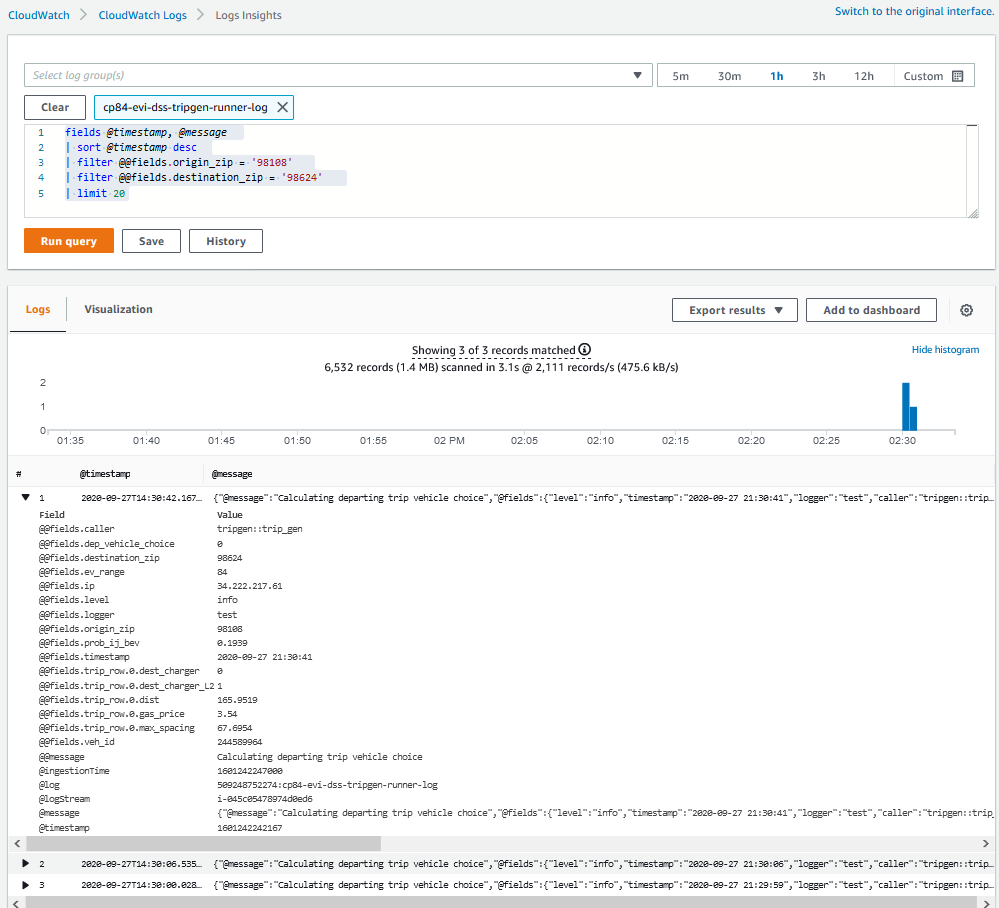 CloudWatch > CloudWatch Logs > Logs Insights
Switch to the original interface.
Select log group(s)
5m 30m 1h 3h 12h Custom
Clear cp84-evi-dss-tripgen-runner-log
1 fields @timestamp, @message
2 | sort @timestamp desc
3 | filter @@fields.origin_zip = '98108'
4 | filter @@fields.destination_zip = '98624'
5 | limit 20
Run query Save History
Logs Visualization Export results Add to dashboard
Showing 3 of 3 records matched
Hide histogram
6,532 records (1.4 MB) scanned in 3.1s @ 2,111 records/s (475.6 kB/s)
2
1
0
01:35 01:40 01:45 01:50 01:55 02 PM 02:05 02:10 02:15 02:20 02:25 02:30
# @timestamp @message
1 2020-09-27T14:30:42.167... {"@message":"Calculating departing trip vehicle choice","@fields":{"level":"info","timestamp":"2020-09-27 21:30:41","logger":"test","caller":"tripgen::trip...
Field Value
@@fields.caller tripgen::trip_gen
@@fields.dep_vehicle_choice 0
@@fields.destination_zip 98624
@@fields.ev_range 84
@@fields.ip 34.222.217.61
@@fields.level info
@@fields.logger test
@@fields.origin_zip 98108
@@fields.prob_ij_bev 0.1939
@@fields.timestamp 2020-09-27 21:30:41
@@fields.trip_row.0.dest_charger 0
@@fields.trip_row.0.dest_charger_L2 1
@@fields.trip_row.0.dist 165.9519
@@fields.trip_row.0.gas_price 3.54
@@fields.trip_row.0.max_spacing 67.6954
@@fields.veh_id 244589964
@@message Calculating departing trip vehicle choice
@ingestionTime 1601242247000
@log 509248752274:cp84-evi-dss-tripgen-runner-log
@logStream i-045c05478974d0ed6
@message {"@message":"Calculating departing trip vehicle choice","@fields":{"level":"info","timestamp":"2020-09-27 21:30:41","logger":"test","caller":"tripgen::trip_
@timestamp 1601242242167
2 2020-09-27T14:30:06.535... {"@message":"Calculating departing trip vehicle choice","@fields":{"level":"info","timestamp":"2020-09-27 21:30:06","logger":"test","caller":"tripgen::trip...
3 2020-09-27T14:30:00.028... {"@message":"Calculating departing trip vehicle choice","@fields":{"level":"info","timestamp":"2020-09-27 21:29:59","logger":"test","caller":"tripgen::trip...